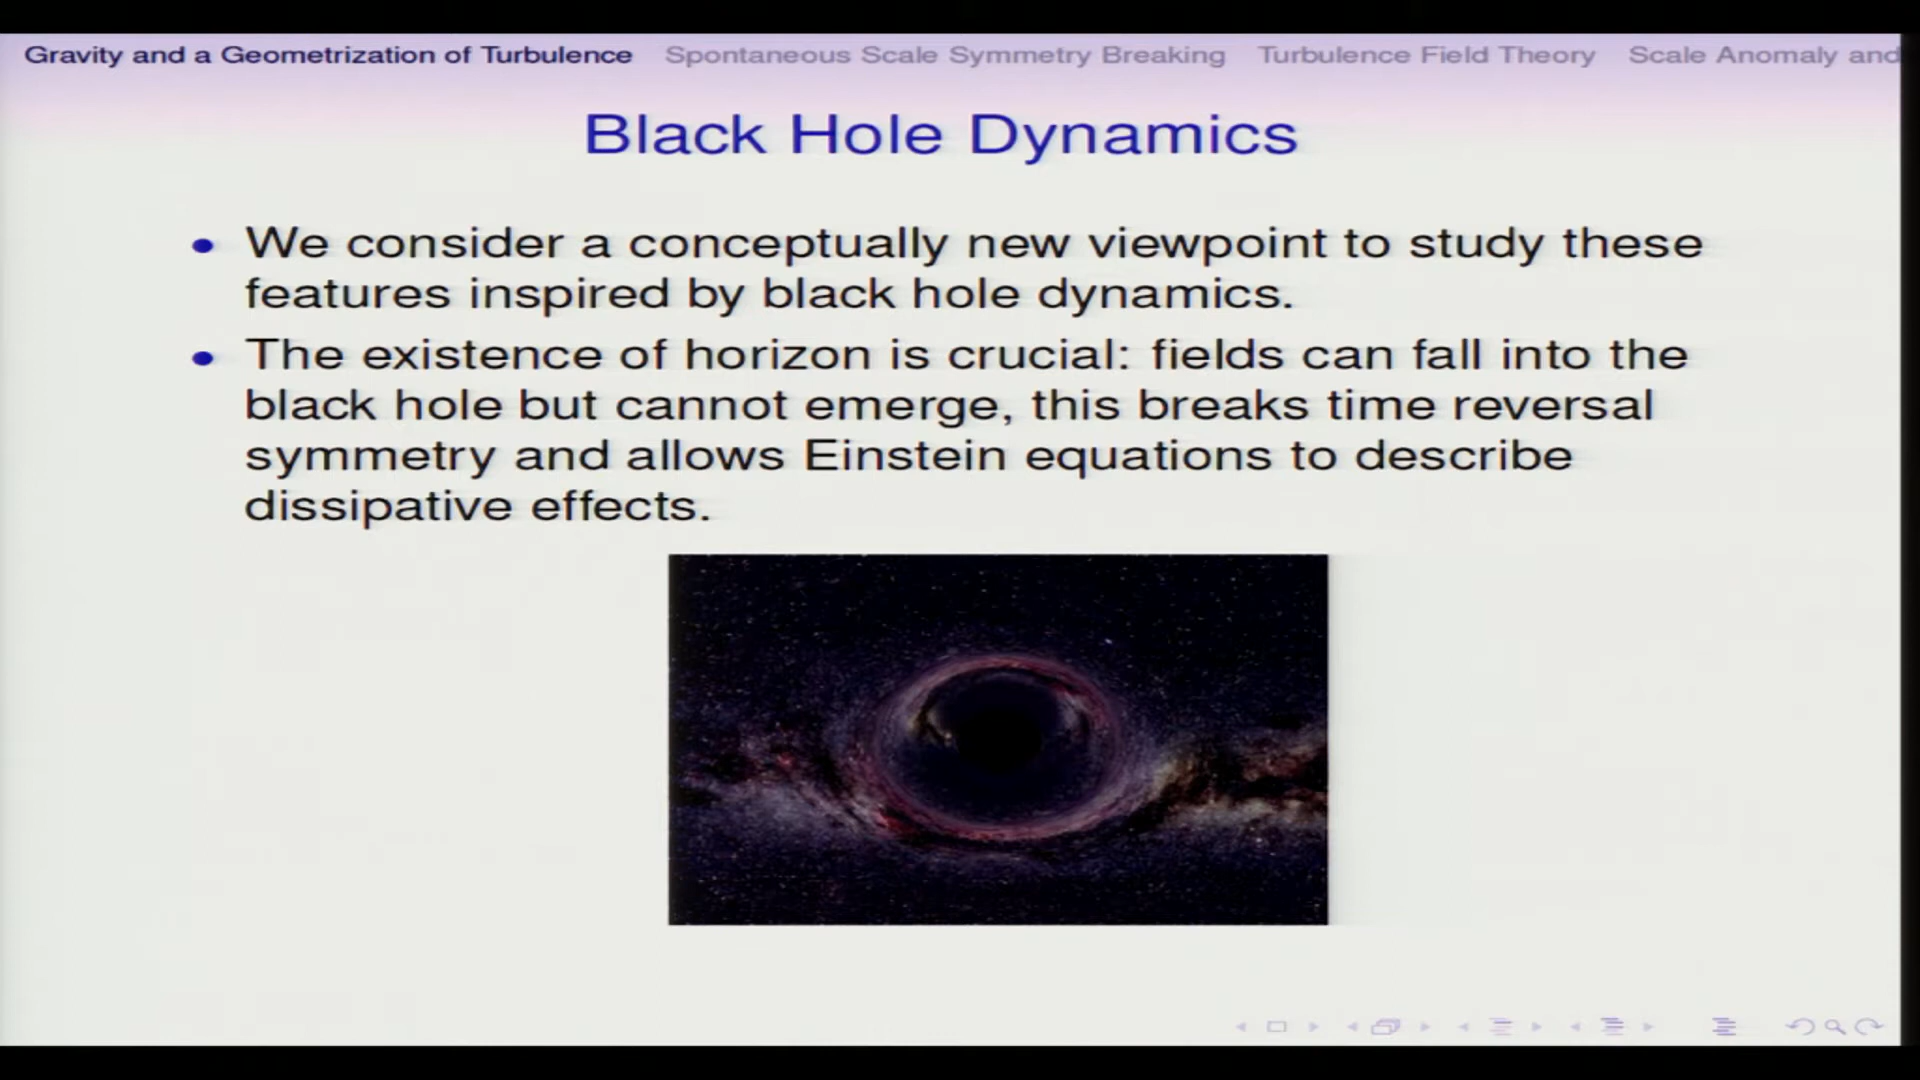 Gravity and a Geometrization of Turbulence Spontaneous Scale Symmetry Breaking Turbulence Field Theory Scale Anomaly and
Black Hole Dynamics
We consider a conceptually new viewpoint to study these
features inspired by black hole dynamics.
The existence of horizon is crucial: fields can fall into the
black hole but cannot emerge, this breaks time reversal
symmetry and allows Einstein equations to describe
dissipative effects.